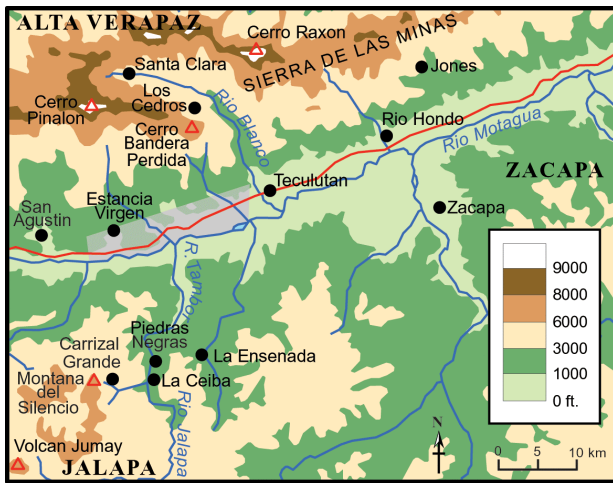 ALTA VERAPAZ
Cerro Raxon
SIERRA DE LAS MINAS
Santa Clara
Jones
Los
Cedros
Cerro
Pinalon
Rio Blanco
Cerro
Bandera
Perdida
Rio Hondo
Rio Motagua
ZACAPA
Teculutan
Estancia
Virgen
San
Agustin
Zacapa
R. Tambor
Piedras
Negras
Carrizal
Grande
La Ensenada
Montana
del
Silencio
La Ceiba
Rio Jalapa
Volcan Jumay
JALAPA
9000
8000
6000
3000
1000
0 ft.
N
0 5 10 km